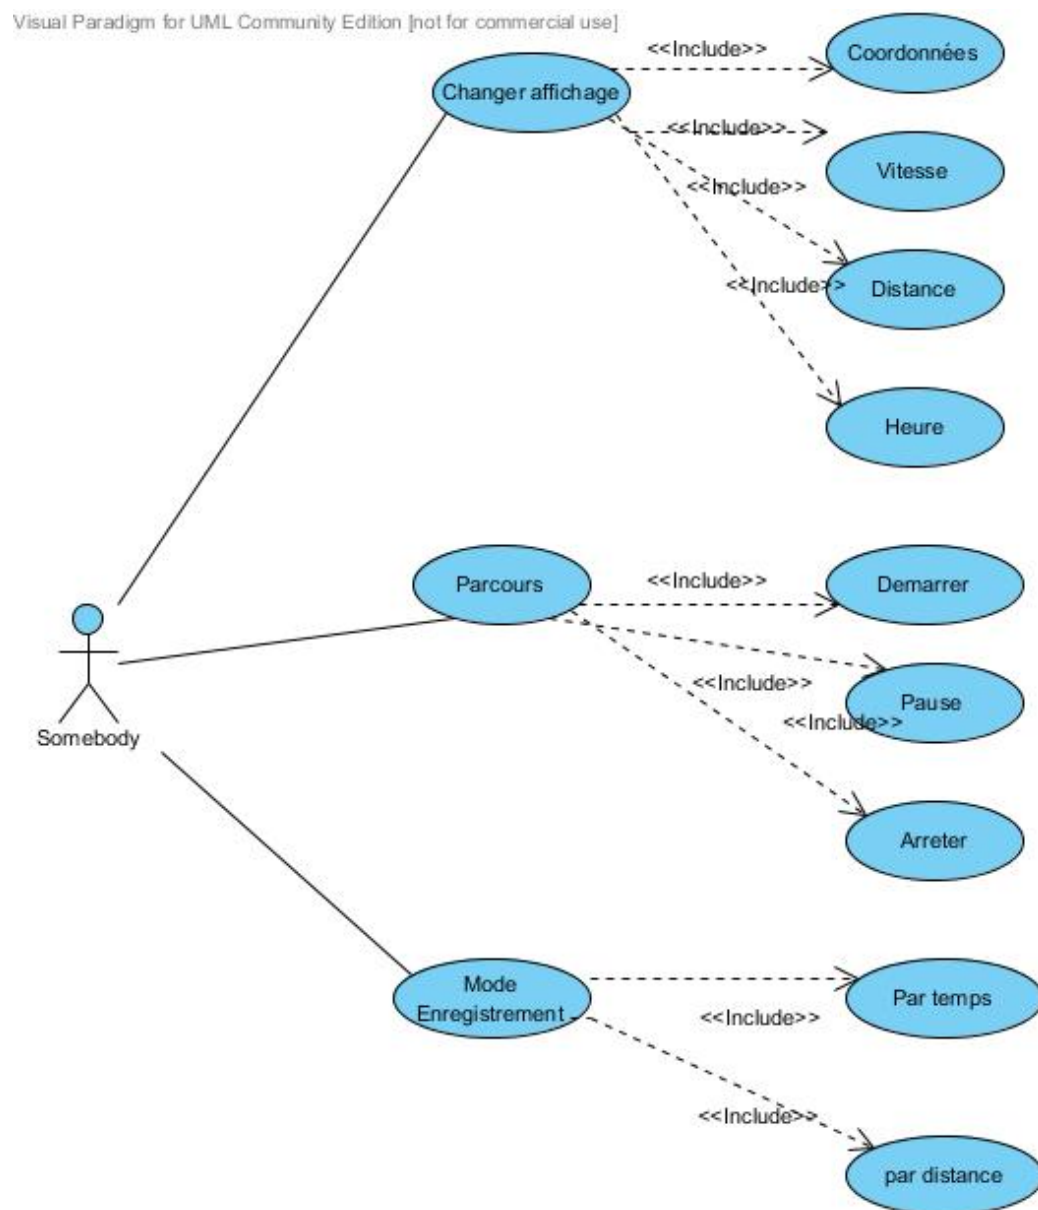 Visual Paradigm for UML Community Edition [not for commercial use]
<<Include>>
Coordonnées
Changer affichage
<<Include>>
Vitesse
<<Include>>
<<Include>>
Distance
Heure
Parcours
<<Include>>
Demarrer
<<Include>>
Pause
<<Include>>
Somebody
Arreter
Mode
Enregistrement
Par temps
<<Include>>
<<Include>>
par distance